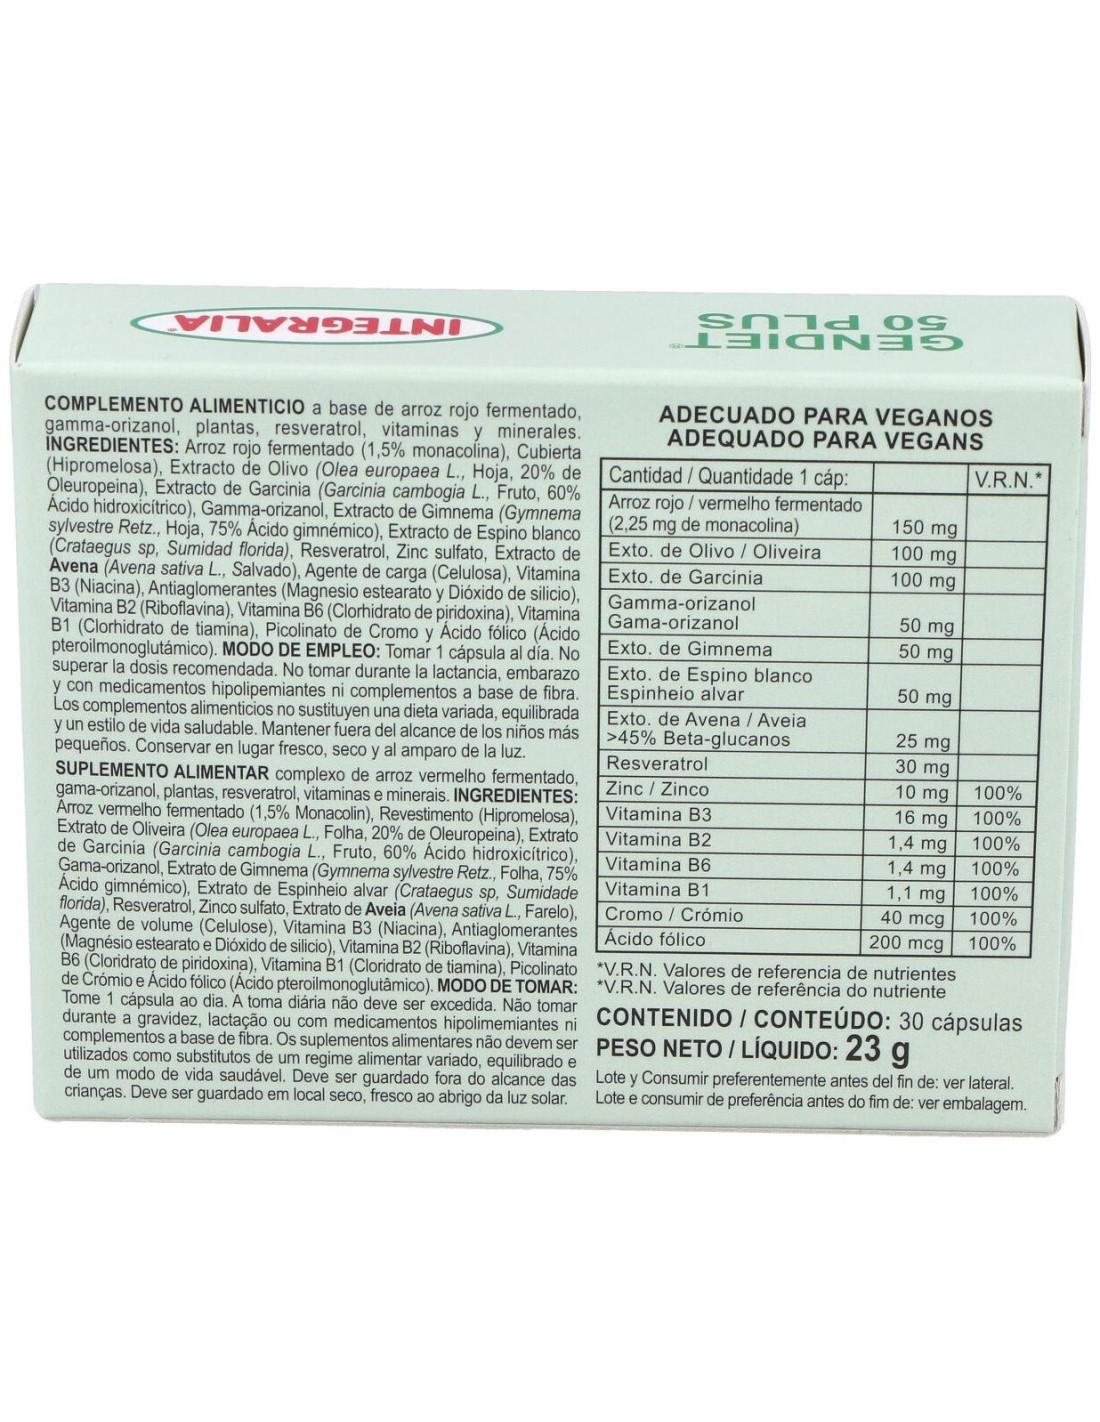 INTEGRALIA®
GENDIET®
50 PLUS
COMPLEMENTO ALIMENTICIO a base de arroz rojo fermentado,
gamma-orizanol, plantas, resveratrol, vitaminas y minerales.
INGREDIENTES: Arroz rojo fermentado (1,5% monacolina), Cubierta
(Hipromelosa), Extracto de Olivo (Olea europaea L., Hoja, 20% de
Oleuropeina), Extracto de Garcinia (Garcinia cambogia L., Fruto, 60%
Ácido hidroxicítrico), Gamma-orizanol, Extracto de Gimnema (Gymnema
sylvestre Retz., Hoja, 75% Ácido gimnémico), Extracto de Espino blanco
(Crataegus sp, Sumidad florida), Resveratrol, Zinc sulfato, Extracto de
Avena (Avena sativa L., Salvado), Agente de carga (Celulosa), Vitamina
B3 (Niacina), Antiaglomerantes (Magnesio estearato y Dióxido de silicio),
Vitamina B2 (Riboflavina), Vitamina B6 (Clorhidrato de piridoxina), Vitamina
B1 (Clorhidrato de tiamina), Picolinato de Cromo y Ácido fólico (Ácido
pteroilmonoglutámico). MODO DE EMPLEO: Tomar 1 cápsula al día. No
superar la dosis recomendada. No tomar durante la lactancia, embarazo
y con medicamentos hipolipemiantes ni complementos a base de fibra.
Los complementos alimenticios no sustituyen una dieta variada, equilibrada
y un estilo de vida saludable. Mantener fuera del alcance de los niños más
pequeños. Conservar en lugar fresco, seco y al amparo de la luz.
SUPLEMENTO ALIMENTAR complexo de arroz vermelho fermentado,
gama-orizanol, plantas, resveratrol, vitaminas e minerais. INGREDIENTES:
Arroz vermelho fermentado (1,5% Monacolin), Revestimento (Hipromelosa),
Extrato de Oliveira (Olea europaea L., Folha, 20% de Oleuropeina), Extrato
de Garcinia (Garcinia cambogia L., Fruto, 60% Ácido hidroxicítrico),
Gama-orizanol, Extrato de Gimnema (Gymnema sylvestre Retz., Folha, 75%
Ácido gimnémico), Extrato de Espinheio alvar (Crataegus sp, Sumidade
florida), Resveratrol, Zinco sulfato, Extrato de Aveia (Avena sativa L., Farelo),
Agente de volume (Celulose), Vitamina B3 (Niacina), Antiaglomerantes
(Magnésio estearato e Dióxido de silicio), Vitamina B2 (Riboflavina), Vitamina
B6 (Cloridrato de piridoxina), Vitamina B1 (Cloridrato de tiamina), Picolinato
de Crómio e Ácido fólico (Ácido pteroilmonoglutâmico). MODO DE TOMAR:
Tome 1 cápsula ao dia. A toma diária não deve ser excedida. Não tomar
durante a gravidez, lactação ou com medicamentos hipolimemiantes ni
complementos a base de fibra. Os suplementos alimentares não devem ser
utilizados como substitutos de um regime alimentar variado, equilibrado e
de um modo de vida saudável. Deve ser guardado fora do alcance das
crianças. Deve ser guardado em local seco, fresco ao abrigo da luz solar.
ADECUADO PARA VEGANOS
ADEQUADO PARA VEGANS
Cantidad / Quantidade 1 cáp: V.R.N.*
Arroz rojo / vermelho fermentado
(2,25 mg de monacolina) 150 mg
Exto. de Olivo / Oliveira 100 mg
Exto. de Garcinia 100 mg
Gamma-orizanol
Gama-orizanol 50 mg
Exto. de Gimnema 50 mg
Exto. de Espino blanco
Espinheio alvar 50 mg
Exto. de Avena / Aveia
>45% Beta-glucanos 25 mg
Resveratrol 30 mg
Zinc / Zinco 10 mg 100%
Vitamina B3 16 mg 100%
Vitamina B2 1,4 mg 100%
Vitamina B6 1,4 mg 100%
Vitamina B1 1,1 mg 100%
Cromo / Crómio 40 mcg 100%
Ácido fólico 200 mcg 100%
*V.R.N. Valores de referencia de nutrientes
*V.R.N. Valores de referência do nutriente
CONTENIDO / CONTEÚDO: 30 cápsulas
PESO NETO / LÍQUIDO: 23 g
Lote y Consumir preferentemente antes del fin de: ver lateral.
Lote e consumir de preferência antes do fim de: ver embalagem.